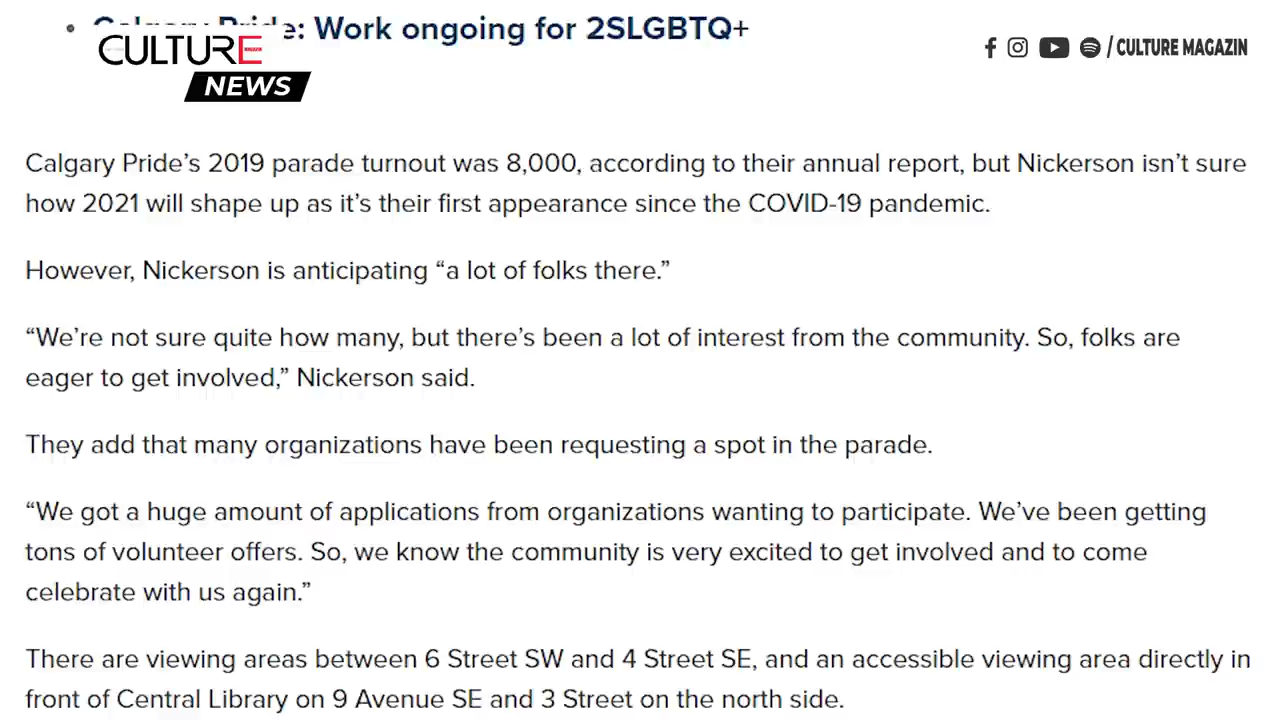 • Calgary Pride: Work ongoing for 2SLGBTQ+
CULTURE
NEWS
/ CULTURE MAGAZIN
Calgary Pride’s 2019 parade turnout was 8,000, according to their annual report, but Nickerson isn’t sure
how 2021 will shape up as it’s their first appearance since the COVID-19 pandemic.
However, Nickerson is anticipating “a lot of folks there.”
“We’re not sure quite how many, but there’s been a lot of interest from the community. So, folks are
eager to get involved,” Nickerson said.
They add that many organizations have been requesting a spot in the parade.
“We got a huge amount of applications from organizations wanting to participate. We’ve been getting
tons of volunteer offers. So, we know the community is very excited to get involved and to come
celebrate with us again.”
There are viewing areas between 6 Street SW and 4 Street SE, and an accessible viewing area directly in
front of Central Library on 9 Avenue SE and 3 Street on the north side.